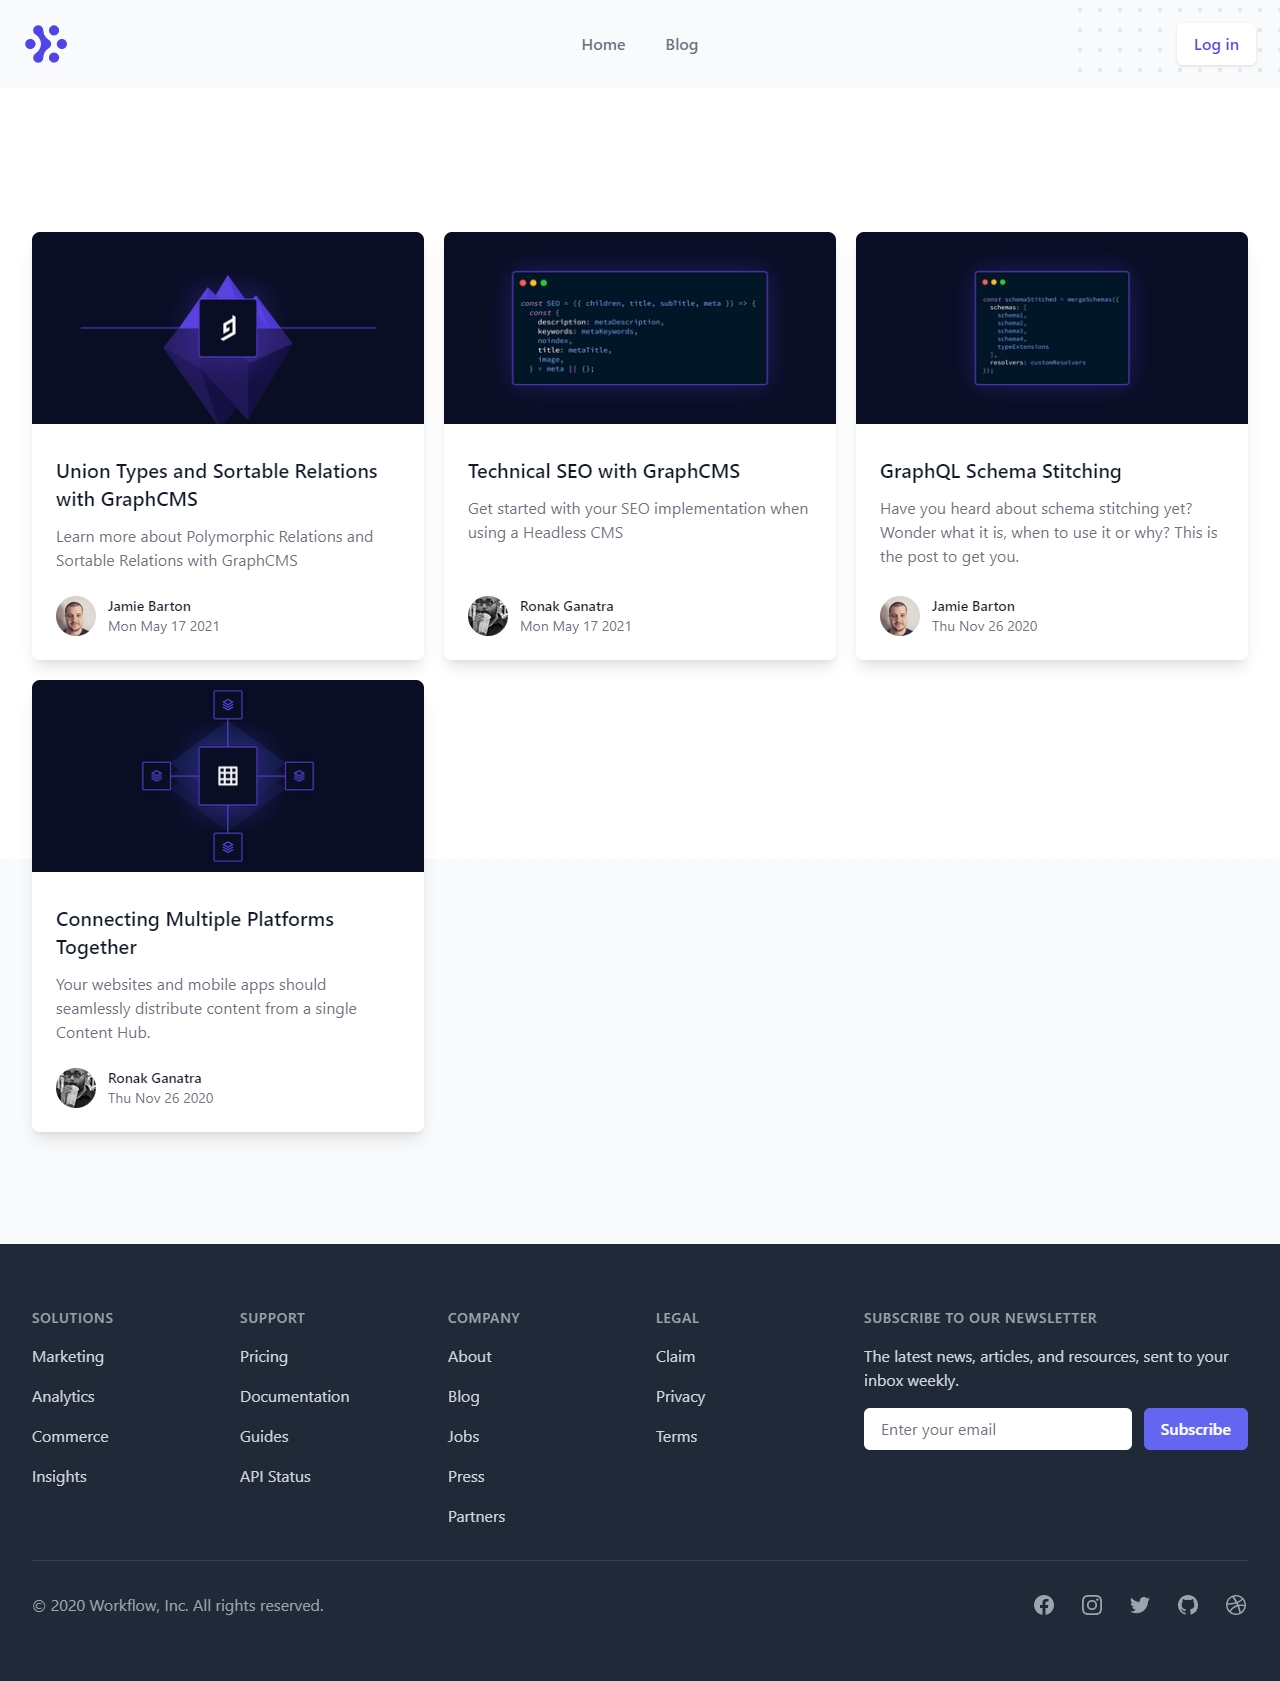 Home
Blog
Log in
const SEO = ({ children, title, subTitle, meta }) => {
const {
description: metaDescription,
keywords: metaKeywords,
noindex,
title: metaTitle,
image,
} = meta || {};
const schemaStitched = mergeSchemas({
schemas: [
schema1,
schema2,
schema3,
schema4,
typeExtensions
],
resolvers: customResolvers
});
Union Types and Sortable Relations
with GraphCMS
Learn more about Polymorphic Relations and
Sortable Relations with GraphCMS
Jamie Barton
Mon May 17 2021
Technical SEO with GraphCMS
Get started with your SEO implementation when
using a Headless CMS
Ronak Ganatra
Mon May 17 2021
GraphQL Schema Stitching
Have you heard about schema stitching yet?
Wonder what it is, when to use it or why? This is
the post to get you.
Jamie Barton
Thu Nov 26 2020
Connecting Multiple Platforms
Together
Your websites and mobile apps should
seamlessly distribute content from a single
Content Hub.
Ronak Ganatra
Thu Nov 26 2020
SOLUTIONS
Marketing
Analytics
Commerce
Insights
SUPPORT
Pricing
Documentation
Guides
API Status
COMPANY
About
Blog
Jobs
Press
Partners
LEGAL
Claim
Privacy
Terms
SUBSCRIBE TO OUR NEWSLETTER
The latest news, articles, and resources, sent to your
inbox weekly.
Enter your email
Subscribe
© 2020 Workflow, Inc. All rights reserved.